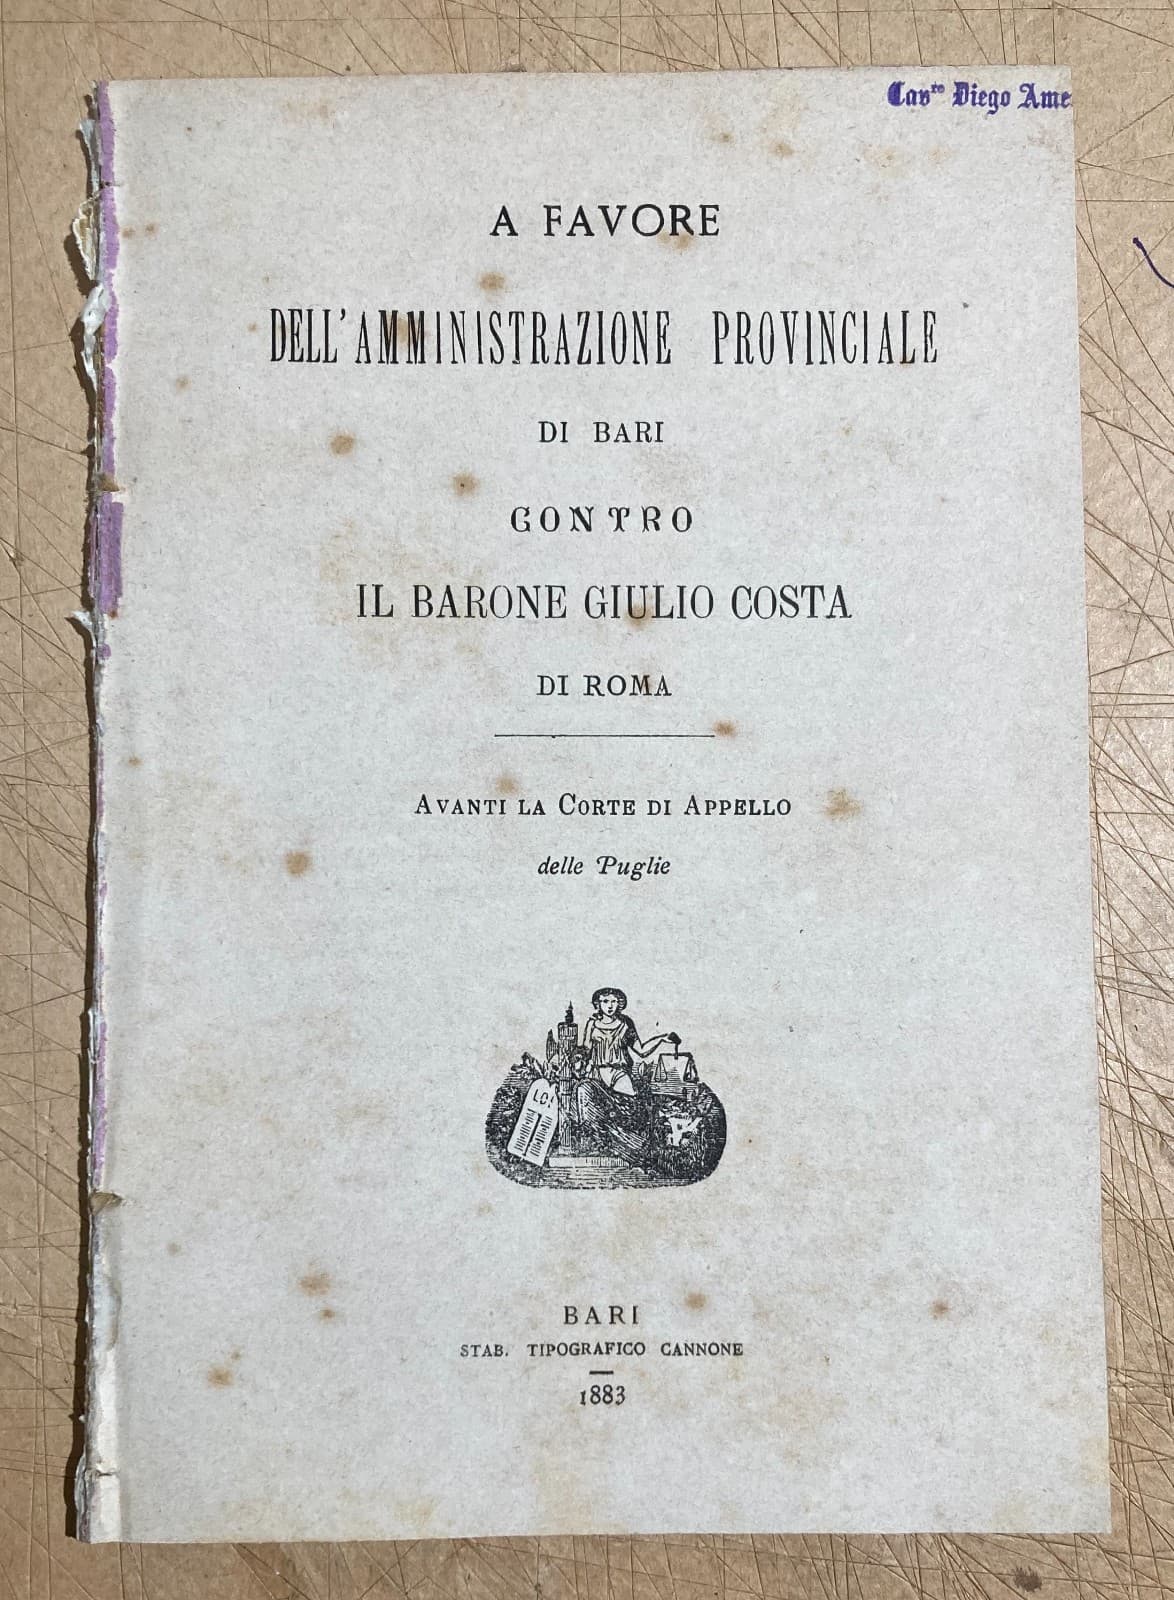 Cav.re Diego Ame
A FAVORE
DELL'AMMINISTRAZIONE PROVINCIALE
DI BARI
CONTRO
IL BARONE GIULIO COSTA
DI ROMA
AVANTI LA CORTE DI APPELLO
delle Puglie
LOI
BARI
STAB. TIPOGRAFICO CANNONE
1883